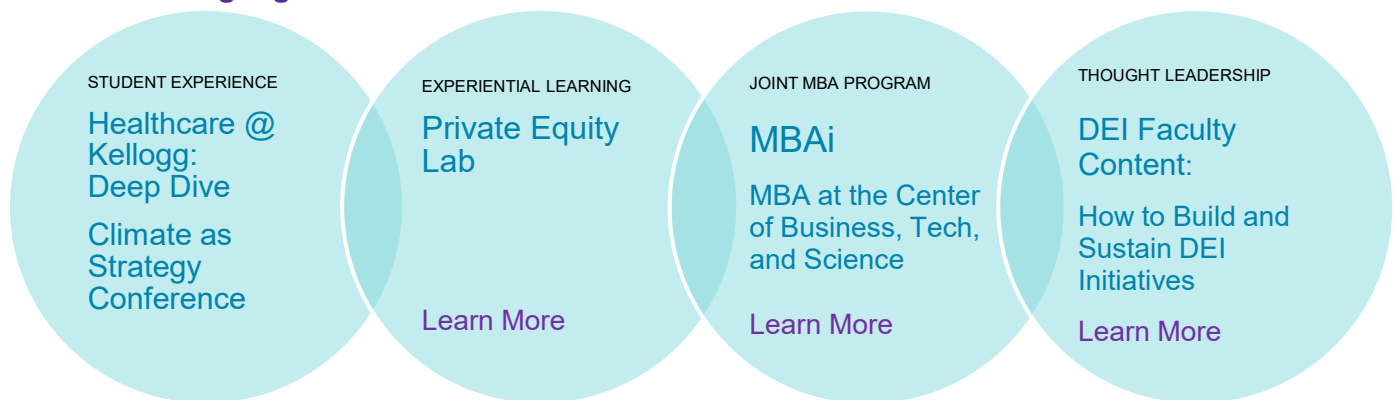 STUDENT EXPERIENCE
Healthcare @
Kellogg:
Deep Dive
Climate as
Strategy
Conference
EXPERIENTIAL LEARNING
Private Equity
Lab
Learn More
JOINT MBA PROGRAM
MBAi
MBA at the Center
of Business, Tech,
and Science
Learn More
THOUGHT LEADERSHIP
DEI Faculty
Content:
How to Build and
Sustain DEI
Initiatives
Learn More